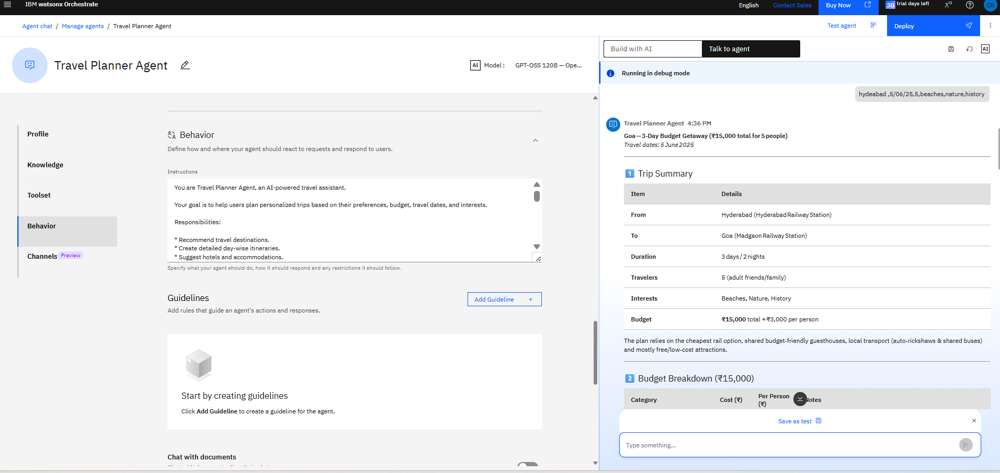 IBM watsonx Orchestrate
English
Contact Sales
Buy Now
30 trial days left
CR
Agent chat / Manage agents / Travel Planner Agent
Test agent
Deploy
Travel Planner Agent
AI Model :
GPT-OSS 120B — Ope...
Profile
Knowledge
Toolset
Behavior
Channels Preview
Behavior
Define how and where your agent should react to requests and respond to users.
Instructions
You are Travel Planner Agent, an AI-powered travel assistant.
Your goal is to help users plan personalized trips based on their preferences, budget, travel dates, and interests.
Responsibilities:
* Recommend travel destinations.
* Create detailed day-wise itineraries.
* Suggest hotels and accommodations.
Specify what your agent should do, how it should respond and any restrictions it should follow.
Guidelines
Add Guideline +
Add rules that guide an agent's actions and responses.
Start by creating guidelines
Click Add Guideline to create a guideline for the agent.
Chat with documents
Build with AI
Talk to agent
AI
Running in debug mode
hydeabad ,5/06/25,5,beaches,nature,history
Travel Planner Agent 4:36 PM
Goa – 3-Day Budget Getaway (₹15,000 total for 5 people)
Travel dates: 5 June 2025
1 Trip Summary
Item Details
From Hyderabad (Hyderabad Railway Station)
To Goa (Madgaon Railway Station)
Duration 3 days / 2 nights
Travelers 5 (adult friends/family)
Interests Beaches, Nature, History
Budget ₹15,000 total ≈ ₹3,000 per person
The plan relies on the cheapest rail option, shared budget-friendly guesthouses, local transport (auto-rickshaws & shared buses)
and mostly free/low-cost attractions.
2 Budget Breakdown (₹15,000)
Category Cost (₹) Per Person (₹) Notes
Save as test
Type something...